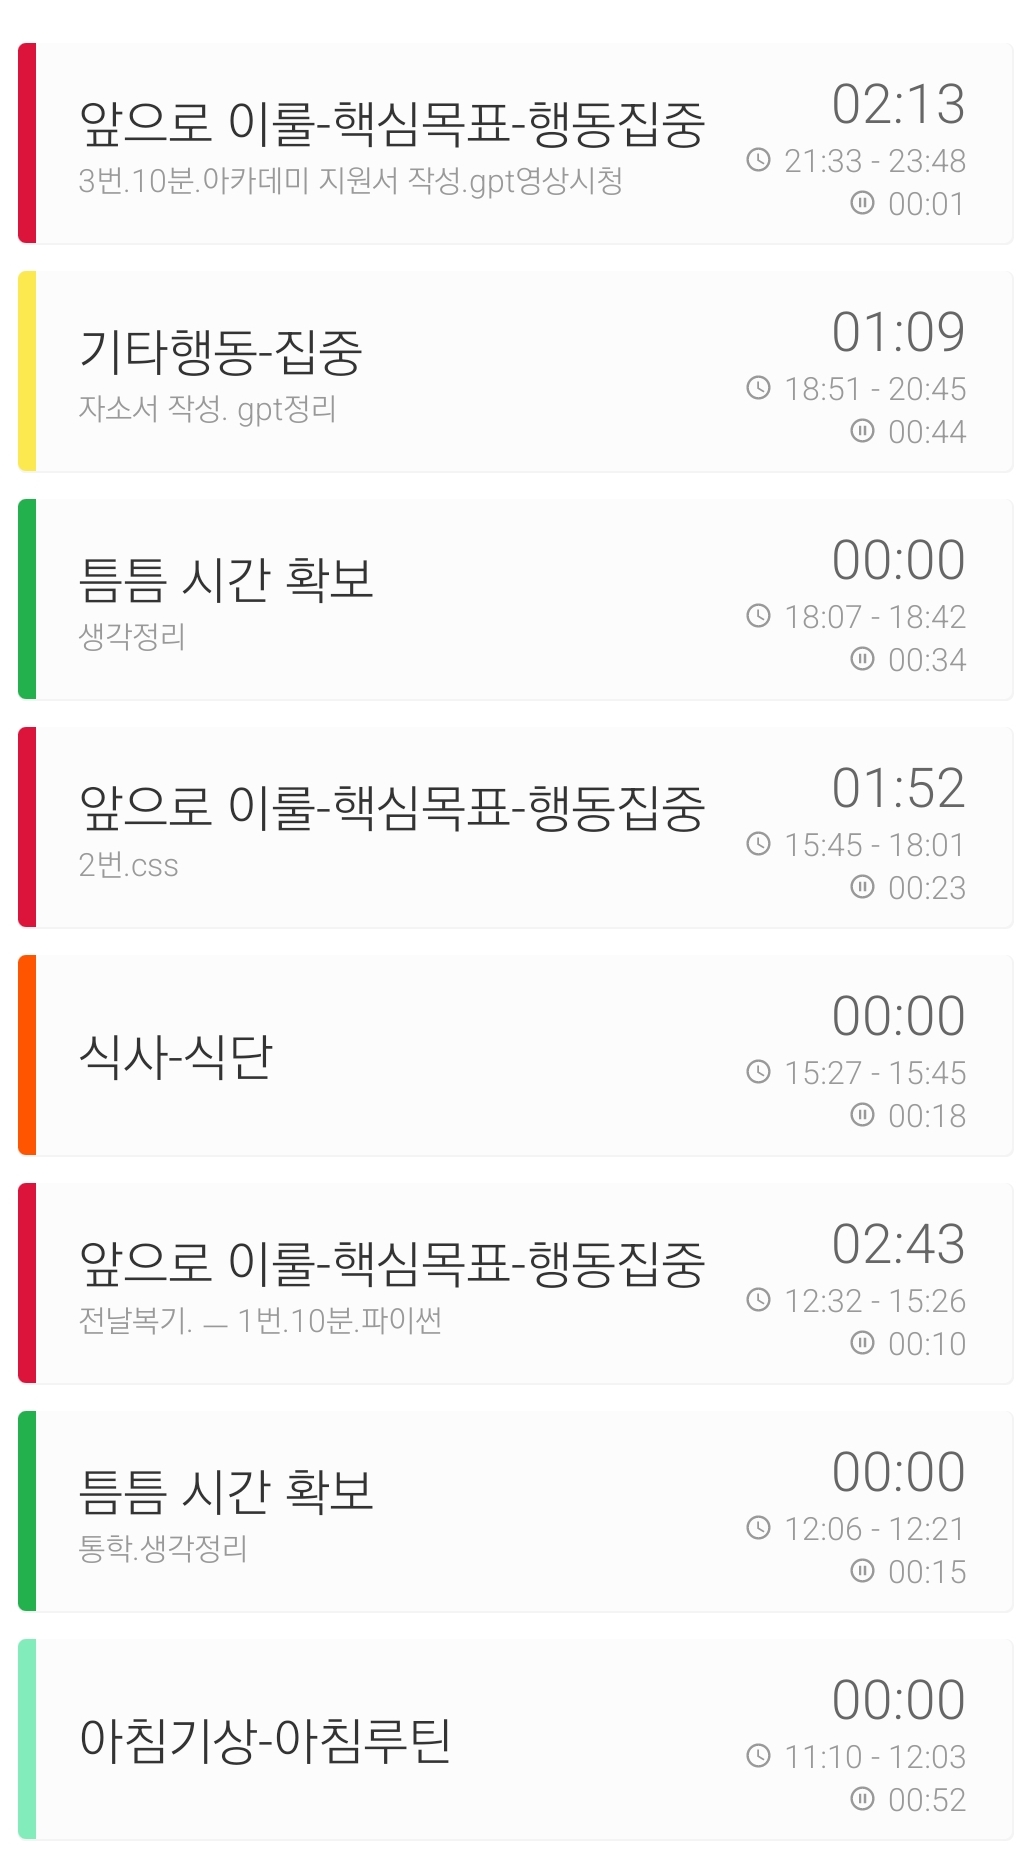 앞으로 이룰-핵심목표-행동집중
3번.10분.아카데미 지원서 작성.gpt영상시청
02:13
21:33 - 23:48
00:01
기타행동-집중
자소서 작성. gpt정리
01:09
18:51 - 20:45
00:44
틈틈 시간 확보
생각정리
00:00
18:07 - 18:42
00:34
앞으로 이룰-핵심목표-행동집중
2번.css
01:52
15:45 - 18:01
00:23
식사-식단
00:00
15:27 - 15:45
00:18
앞으로 이룰-핵심목표-행동집중
전날복기. ㅡ 1번.10분.파이썬
02:43
12:32 - 15:26
00:10
틈틈 시간 확보
통학.생각정리
00:00
12:06 - 12:21
00:15
아침기상-아침루틴
00:00
11:10 - 12:03
00:52